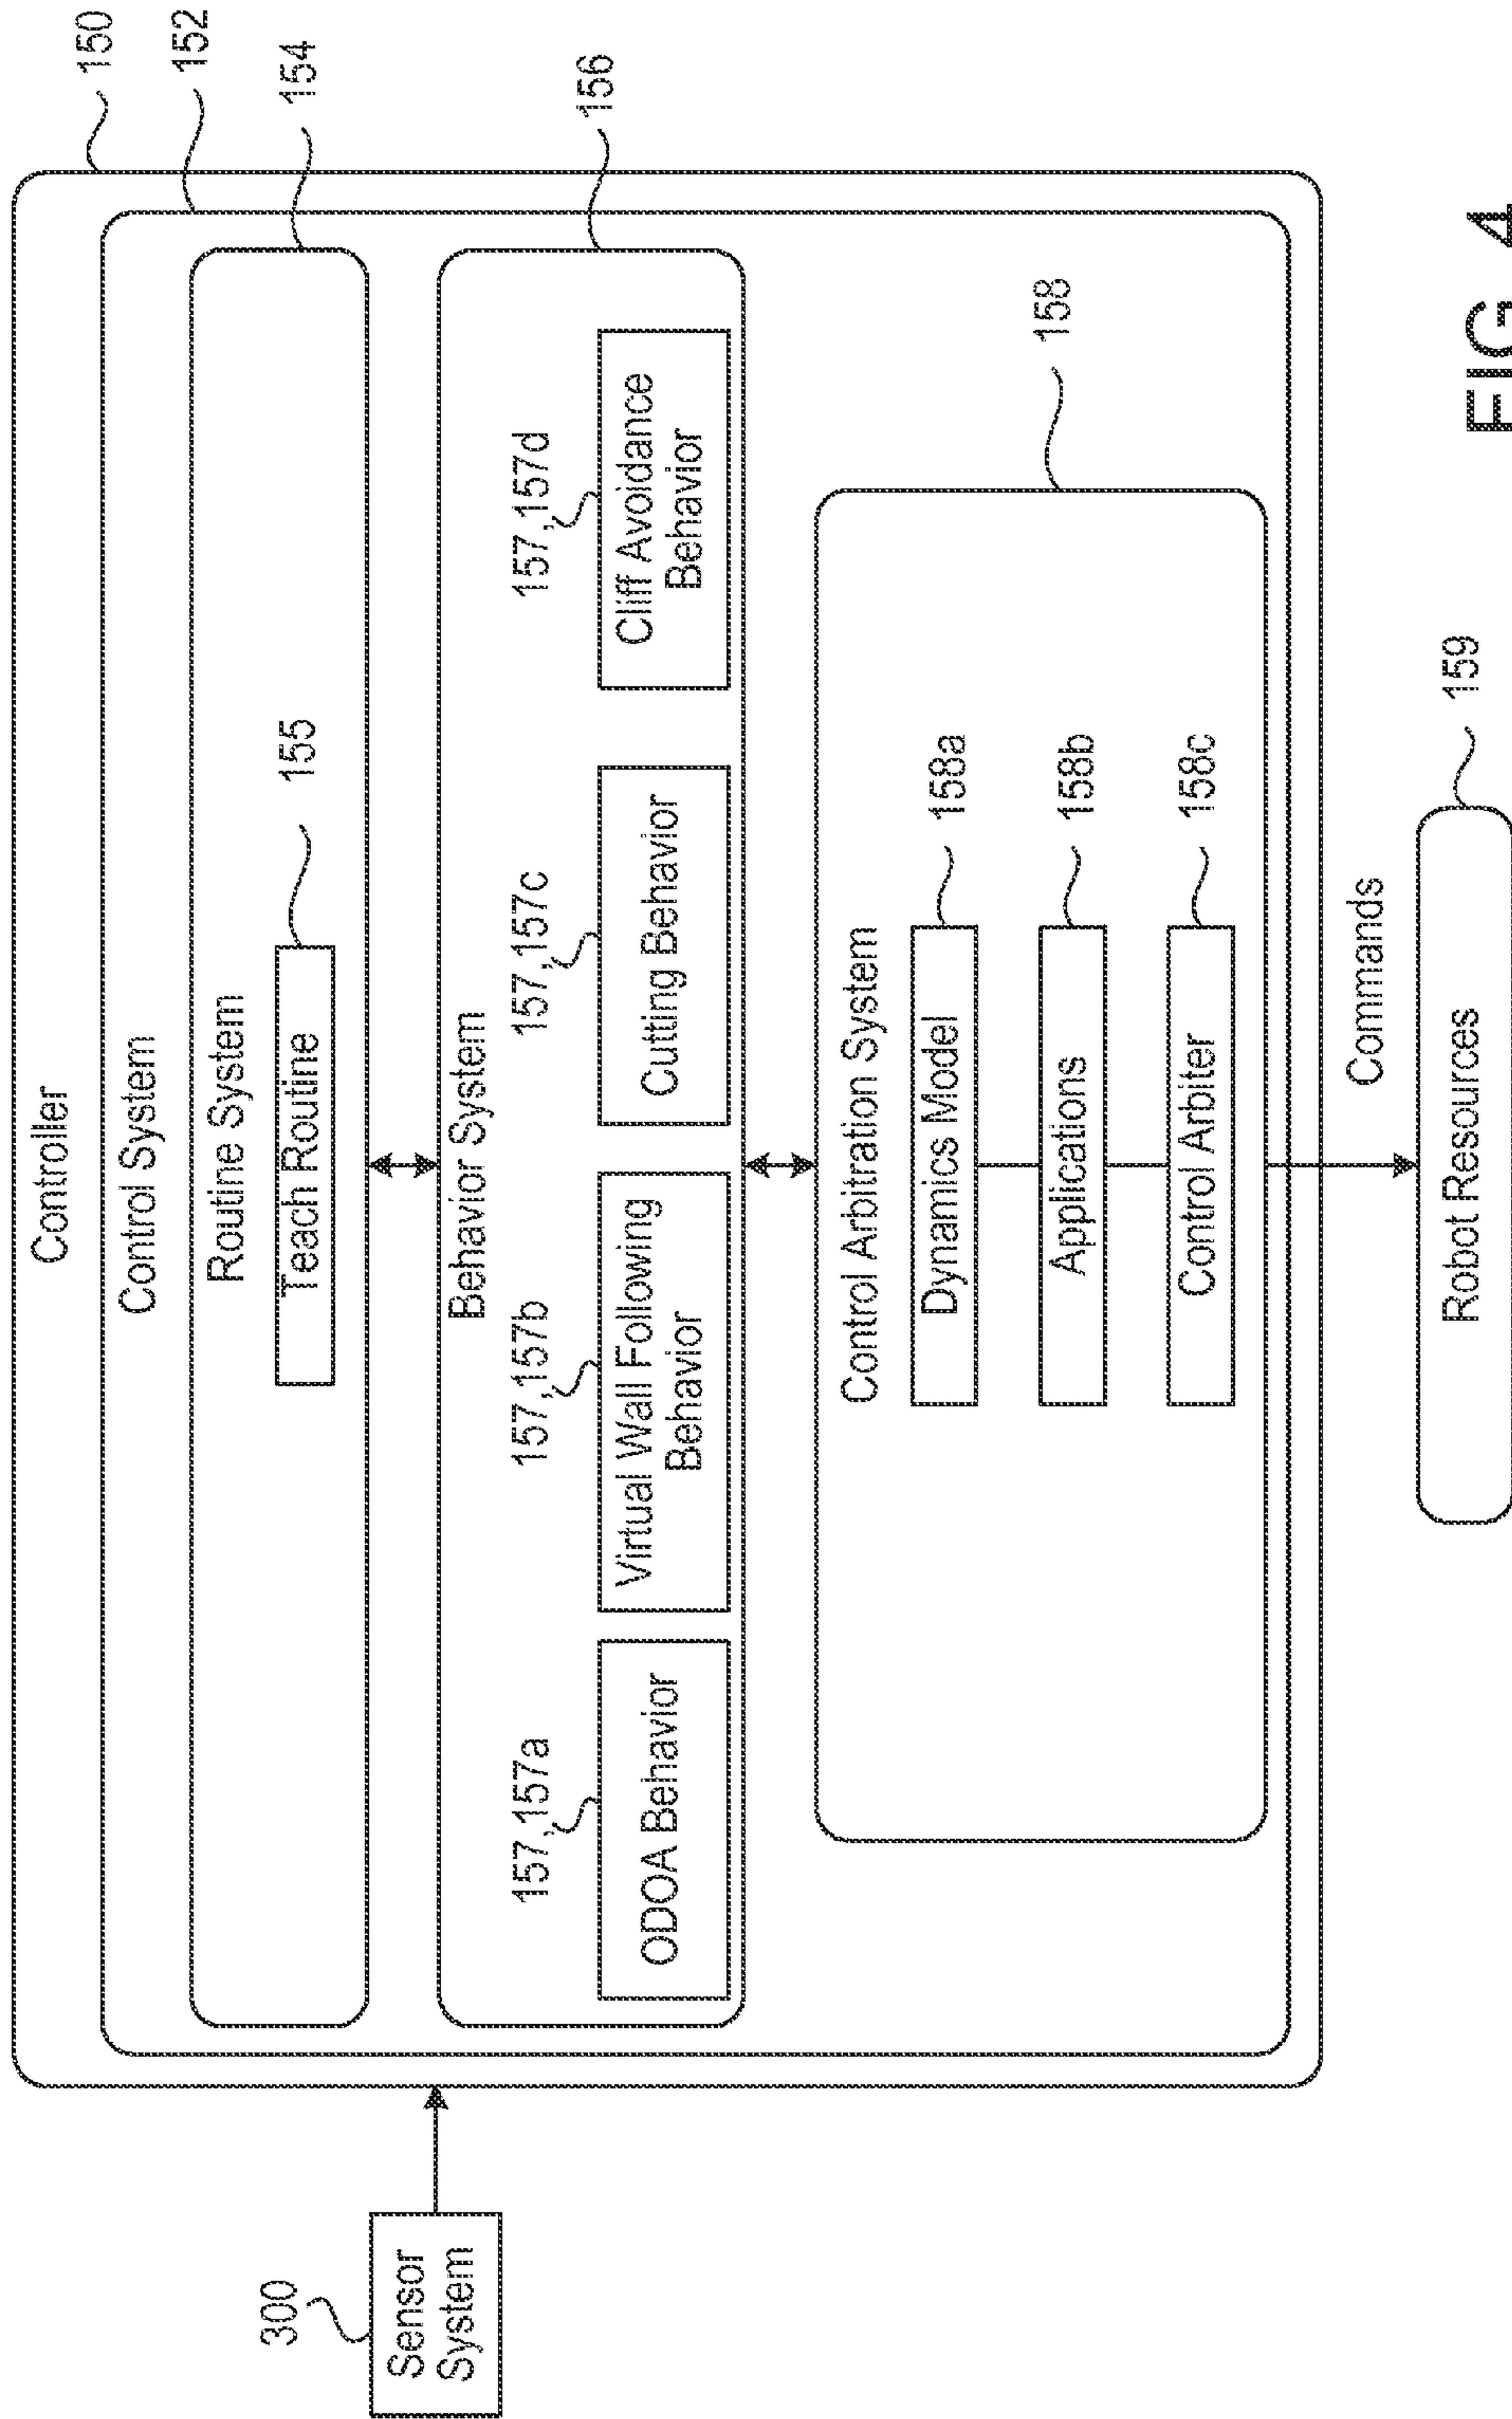 Controller
150
Control System
152
Routine System
154
Teach Routine
155
300
Sensor
System
Behavior System
156
157,157a
157,157b
157,157c
157,157d
ODOA Behavior
Virtual Wall Following
Behavior
Cutting Behavior
Cliff Avoidance
Behavior
Control Arbitration System
158
Dynamics Model
158a
Applications
158b
Control Arbiter
158c
Commands
Robot Resources
159
FIG. 4